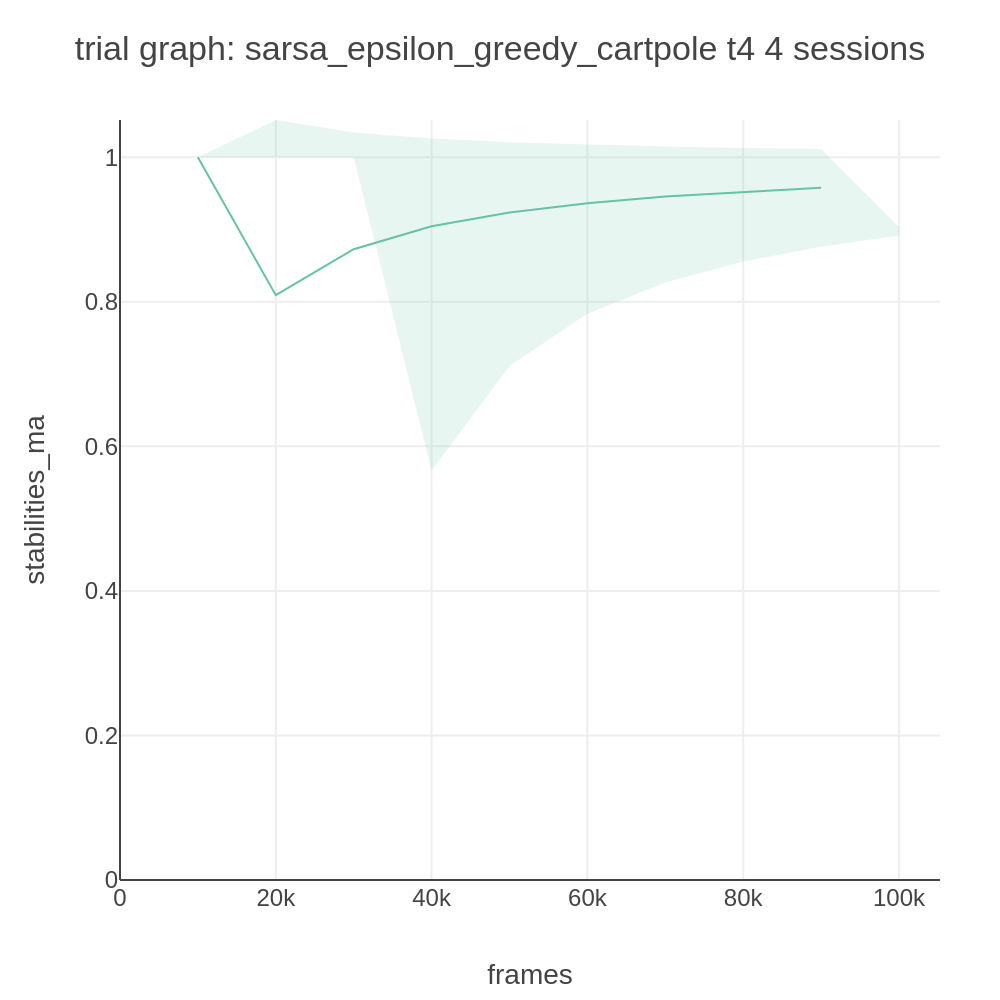 trial graph: sarsa_epsilon_greedy_cartpole t4 4 sessions
1
0.8
0.6
0.4
0.2
0
stabilities_ma
0
20k
40k
60k
80k
100k
frames